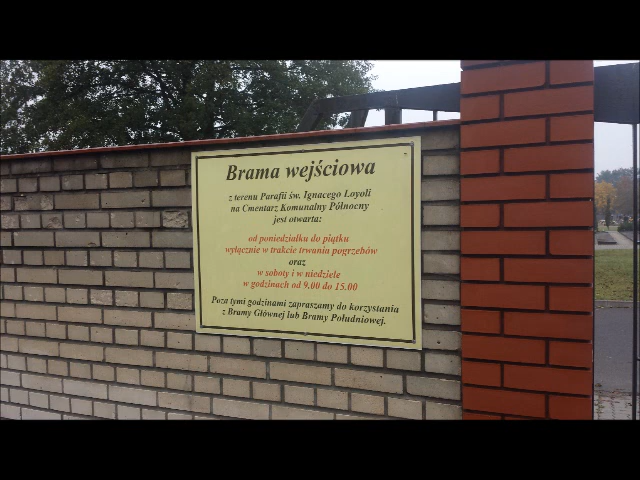 Brama wejściowa
z terenu Parafii św. Ignacego Loyoli
na Cmentarz Komunalny Północny
jest otwarta:
od poniedziałku do piątku
wyłącznie w trakcie trwania pogrzebów
oraz
w soboty i w niedziele
w godzinach od 9.00 do 15.00
Poza tymi godzinami zapraszamy do korzystania
z Bramy Głównej lub Bramy Południowej.